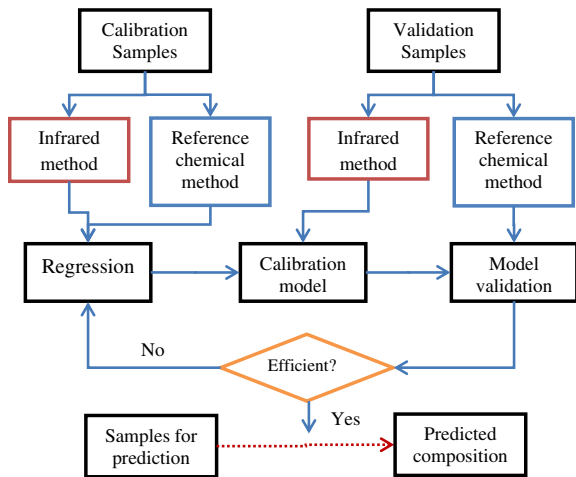 Calibration
Samples
Validation
Samples
Infrared
method
Reference
chemical
method
Infrared
method
Reference
chemical
method
Regression
Calibration
model
Model
validation
No
Efficient?
Yes
Samples for
prediction
Predicted
composition